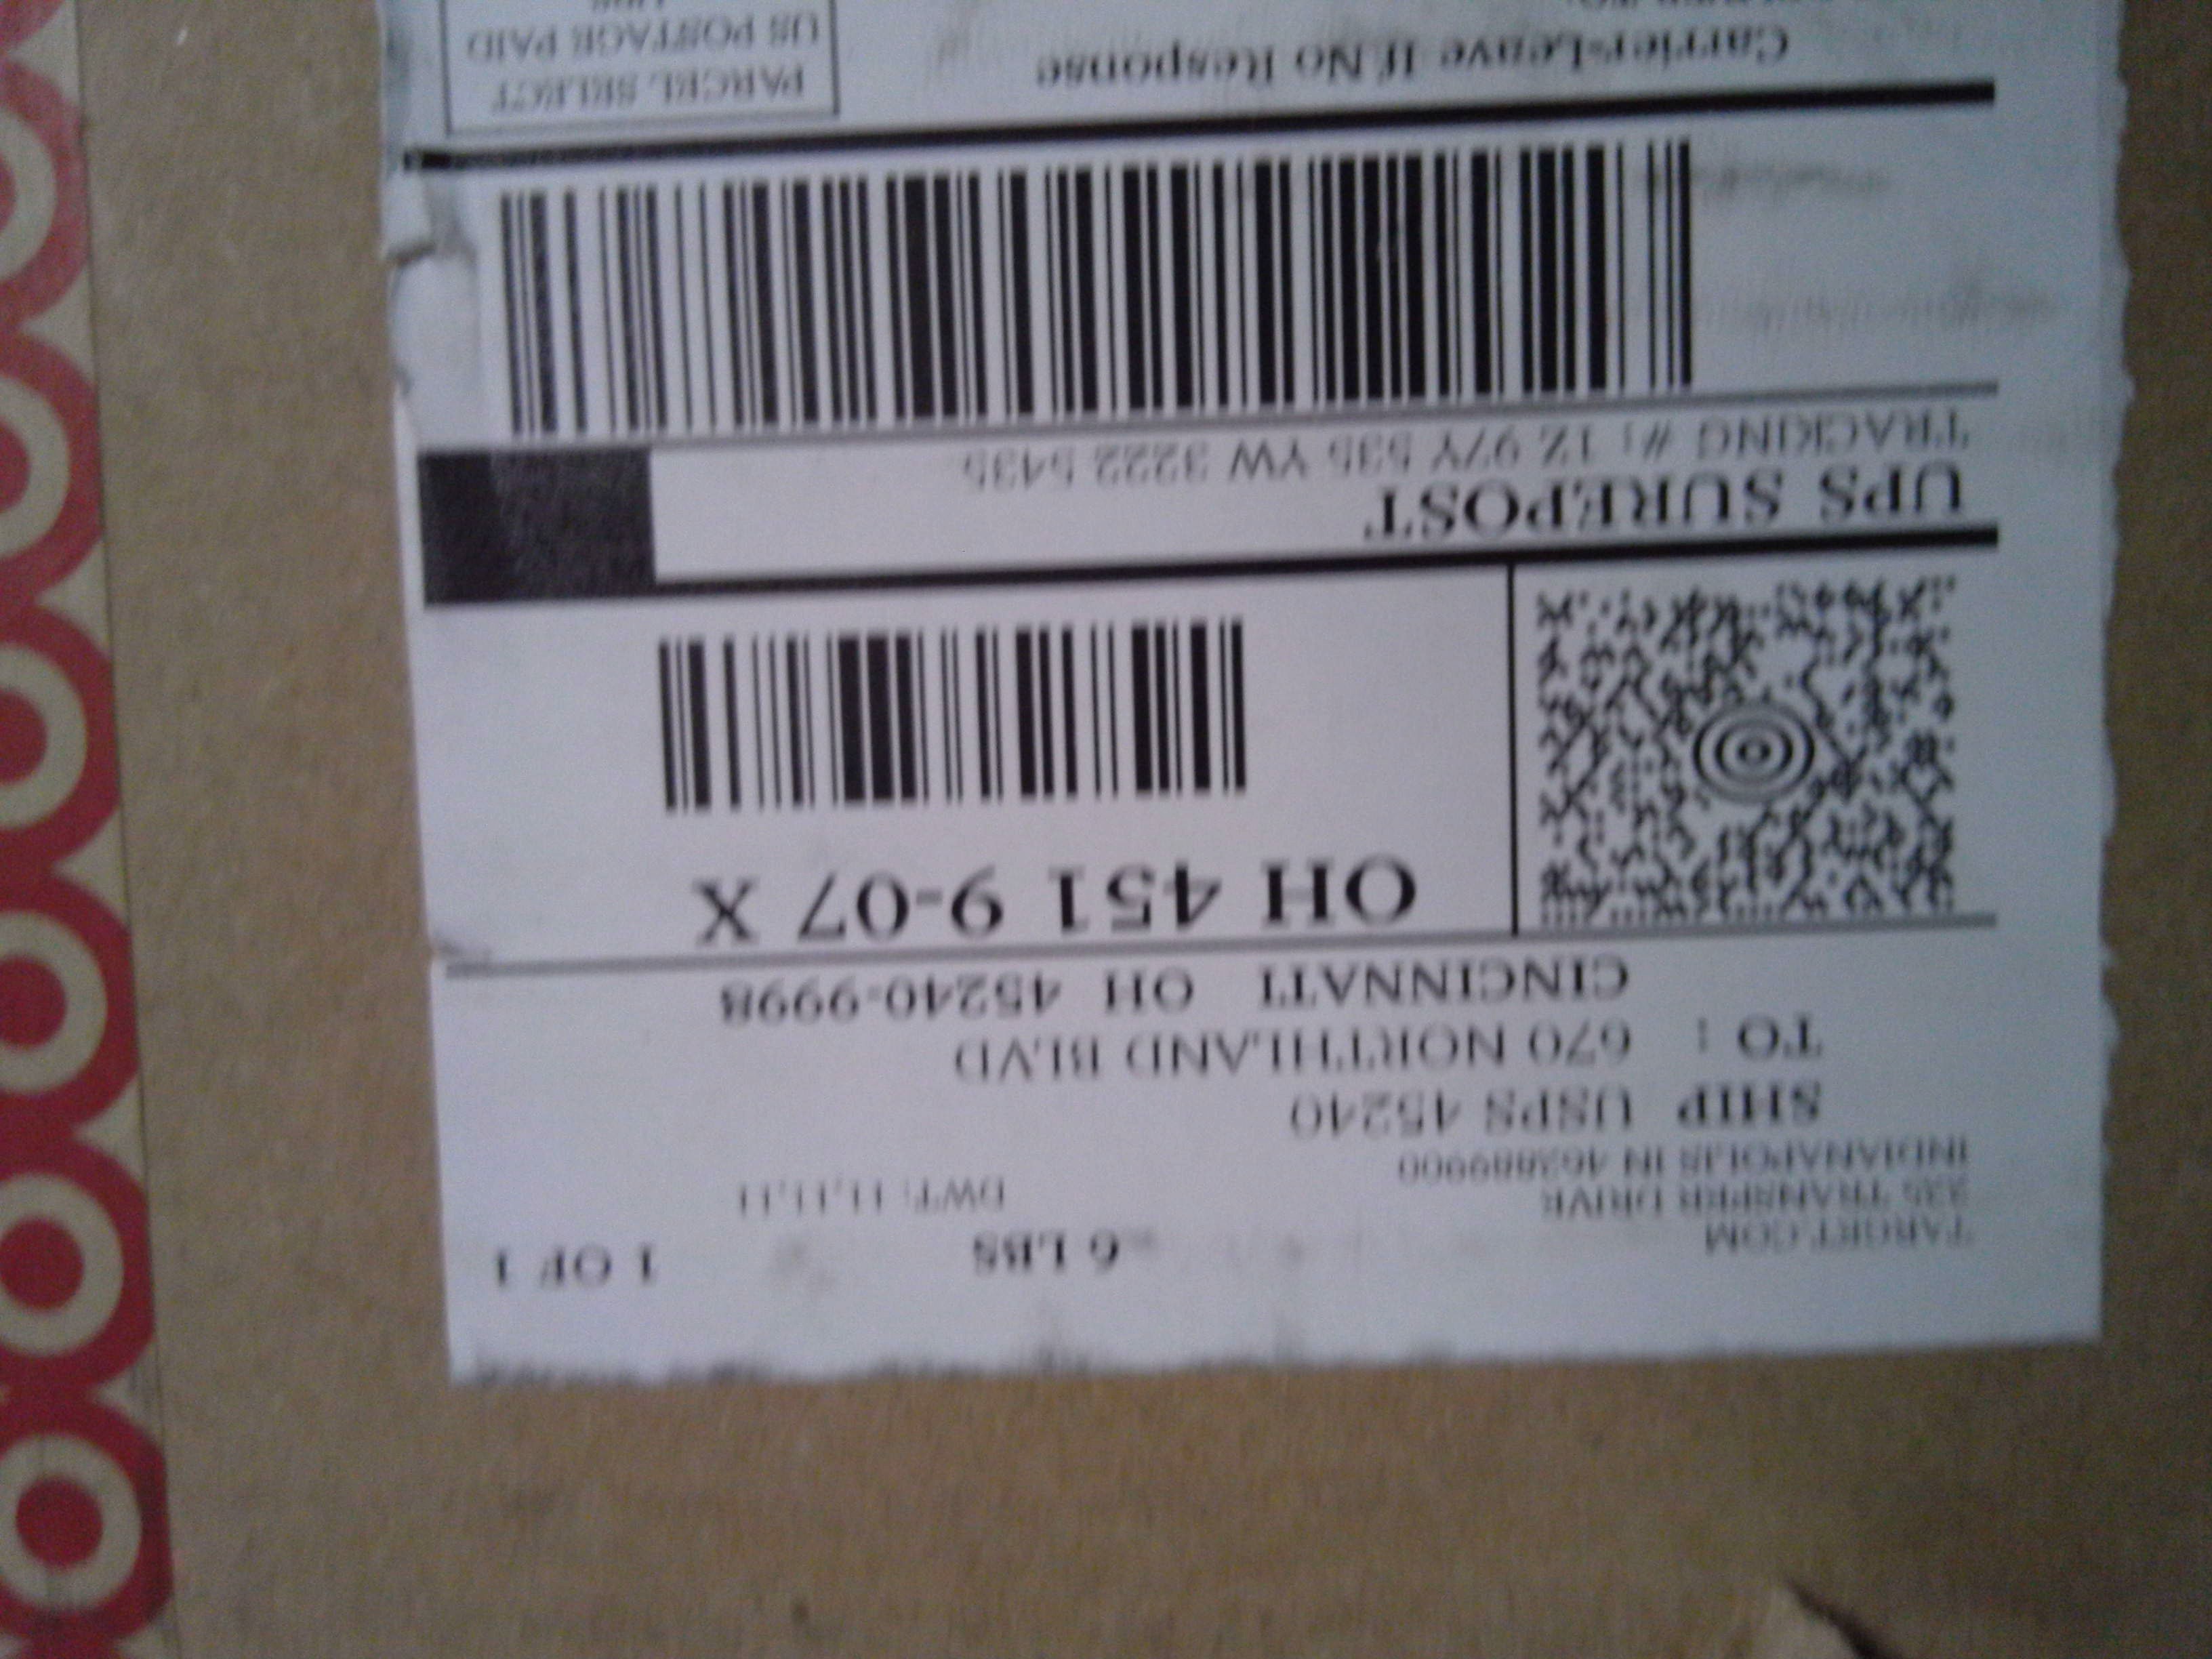 TARGET.COM
335 TRANSFER DRIVE
INDIANAPOLIS IN 462889900
6 LBS
1 OF 1
DWT: 11,11,11
SHIP USPS 45240
TO : 670 NORTHLAND BLVD
CINCINNATI OH 45240-9998
OH 451 9-07 X
UPS SUREPOST
TRACKING #: 1Z 97Y 535 YW 3222 5435
Carrier-Leave If No Response
PARCEL SELECT
US POSTAGE PAID